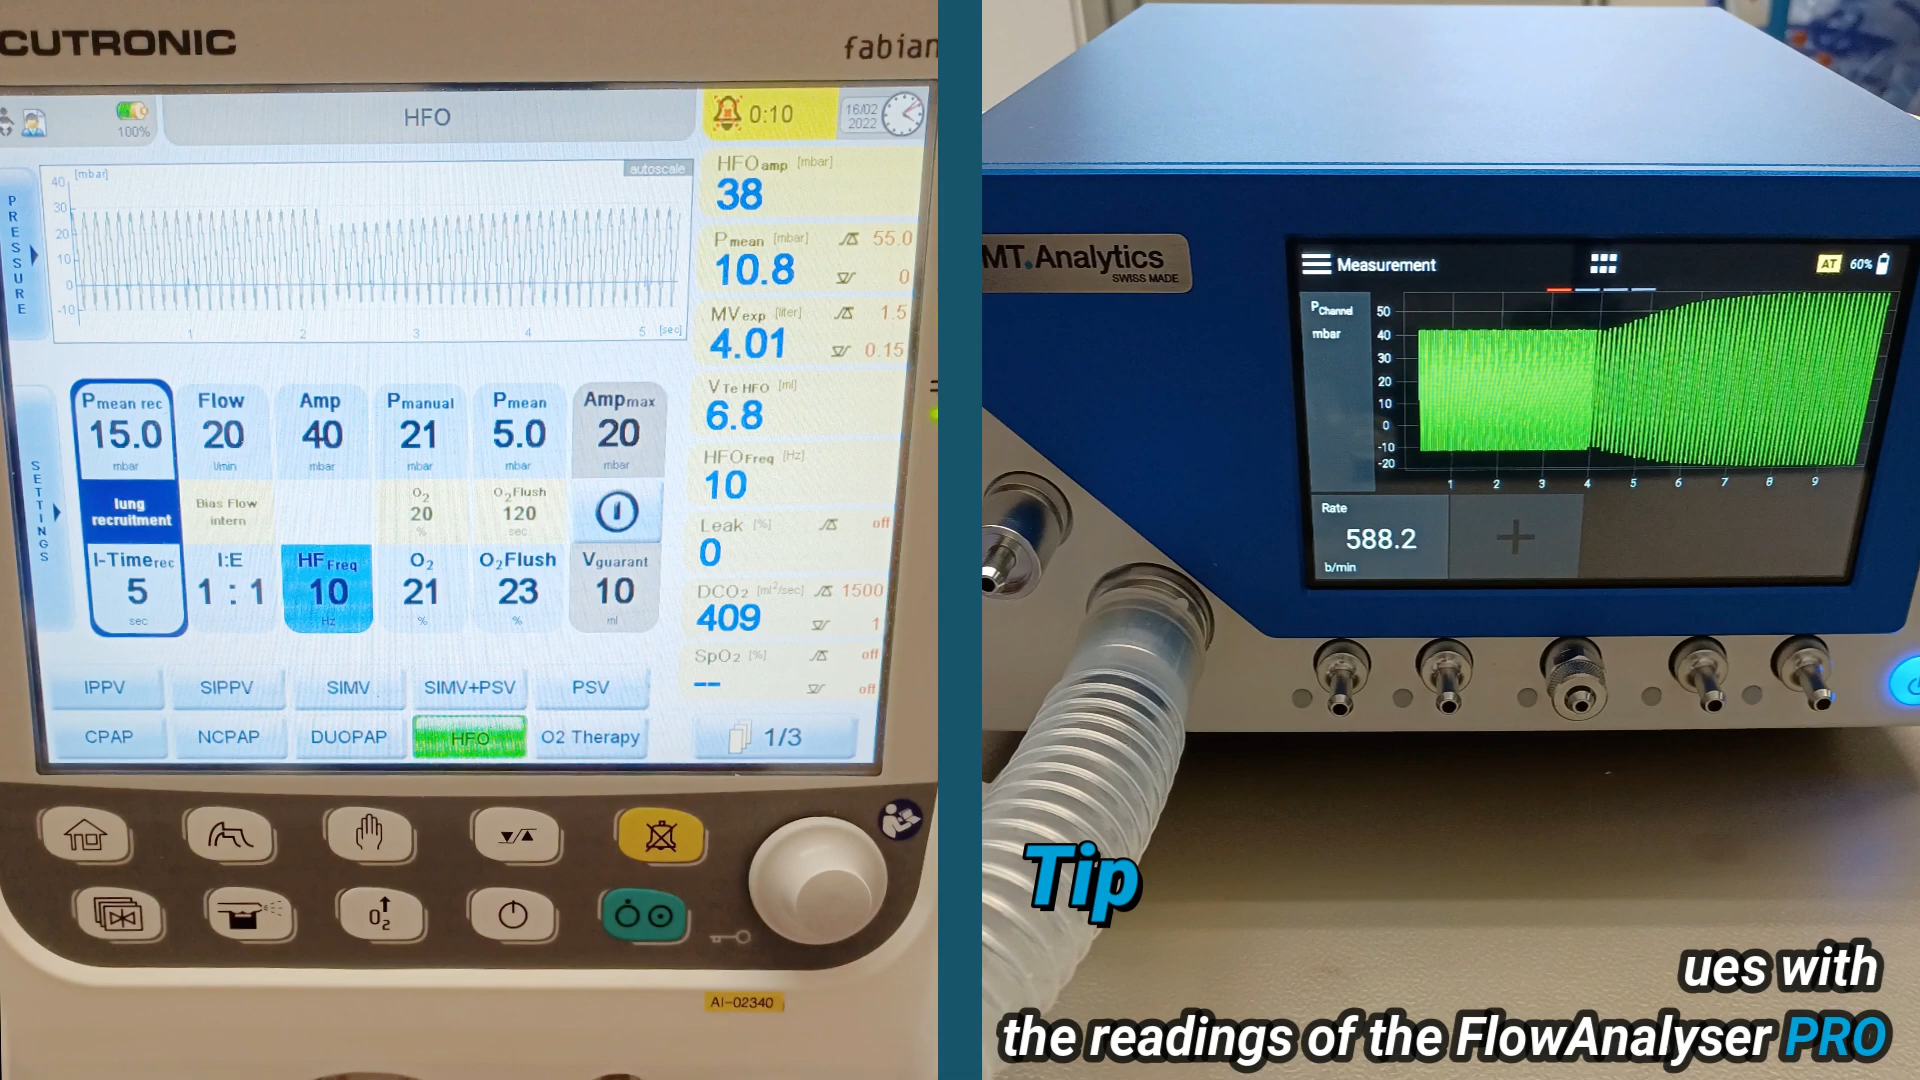 CUTRONIC
fabian
100%
HFO
0:10
16/02
2022
PRESSURE
[mbar]
autoscale
40
30
20
10
0
-10
1 2 3 4 5 [sec]
HFO amp [mbar]
38
Pmean [mbar] 55.0
10.8 0
MVexp [liter] 1.5
4.01 0.15
VTe HFO [ml]
6.8
HFOFreq [Hz]
10
Leak [%] off
0
DCO2 [ml²/sec] 1500
409 1
SpO2 [%] off
-- off
SETTINGS
Pmean rec Flow Amp Pmanual Pmean Ampmax
15.0 20 40 21 5.0 20
mbar l/min mbar mbar mbar mbar
lung
recruitment
Bias Flow
intern
O2
20
%
O2Flush
120
sec
I-Timerec I:E HFFreq O2 O2Flush Vguarant
5 1:1 10 21 23 10
sec Hz % % ml
IPPV SIPPV SIMV SIMV+PSV PSV
CPAP NCPAP DUOPAP HFO O2 Therapy 1/3
O2
AI-02340
MT.Analytics
SWISS MADE
Measurement
AT 60%
PChannel
mbar
50
40
30
20
10
0
-10
-20
1 2 3 4 5 6 7 8 9
Rate
588.2
b/min
+
Tip
ues with
the readings of the FlowAnalyser PRO